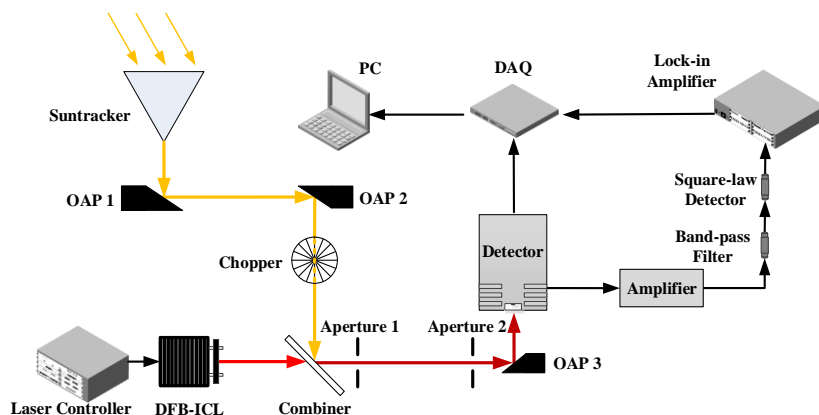 Lock-in
Amplifier
PC
DAQ
Suntracker
OAP 1
OAP 2
Square-law
Detector
Chopper
Detector
Band-pass
Filter
Amplifier
Aperture 1
Aperture 2
OAP 3
Laser Controller
DFB-ICL
Combiner